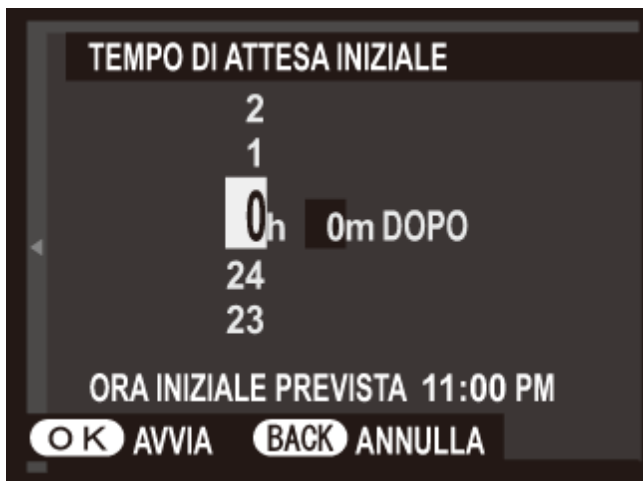 TEMPO DI ATTESA INIZIALE
2
1
0h 0m DOPO
24
23
ORA INIZIALE PREVISTA 11:00 PM
OK AVVIA BACK ANNULLA